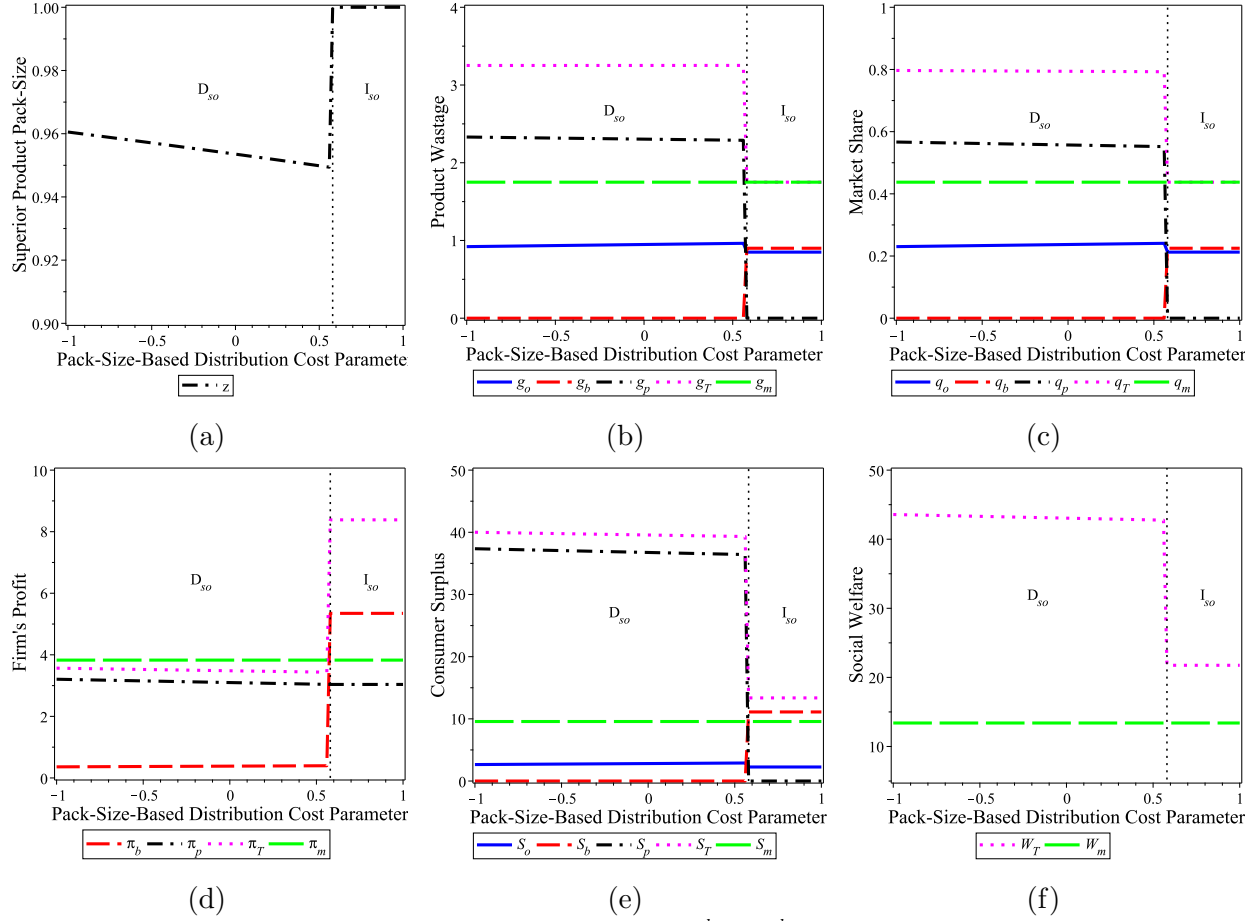 1.00
0.98
0.96
0.94
0.92
0.90
Superior Product Pack-Size
D_so
I_so
−1 −0.5 0 0.5 1
Pack-Size-Based Distribution Cost Parameter
z
(a)
4
3
2
1
0
Product Wastage
D_so
I_so
−1 −0.5 0 0.5 1
Pack-Size-Based Distribution Cost Parameter
g_o g_b g_p g_T g_m
(b)
1
0.8
0.6
0.4
0.2
0
Market Share
D_so
I_so
−1 −0.5 0 0.5 1
Pack-Size-Based Distribution Cost Parameter
q_o q_b q_p q_T q_m
(c)
10
8
6
4
2
0
Firm's Profit
D_so
I_so
−1 −0.5 0 0.5 1
Pack-Size-Based Distribution Cost Parameter
π_b π_p π_T π_m
(d)
50
40
30
20
10
0
Consumer Surplus
D_so
I_so
−1 −0.5 0 0.5 1
Pack-Size-Based Distribution Cost Parameter
S_o S_b S_p S_T S_m
(e)
50
40
30
20
10
Social Welfare
D_so
I_so
−1 −0.5 0 0.5 1
Pack-Size-Based Distribution Cost Parameter
W_T W_m
(f)